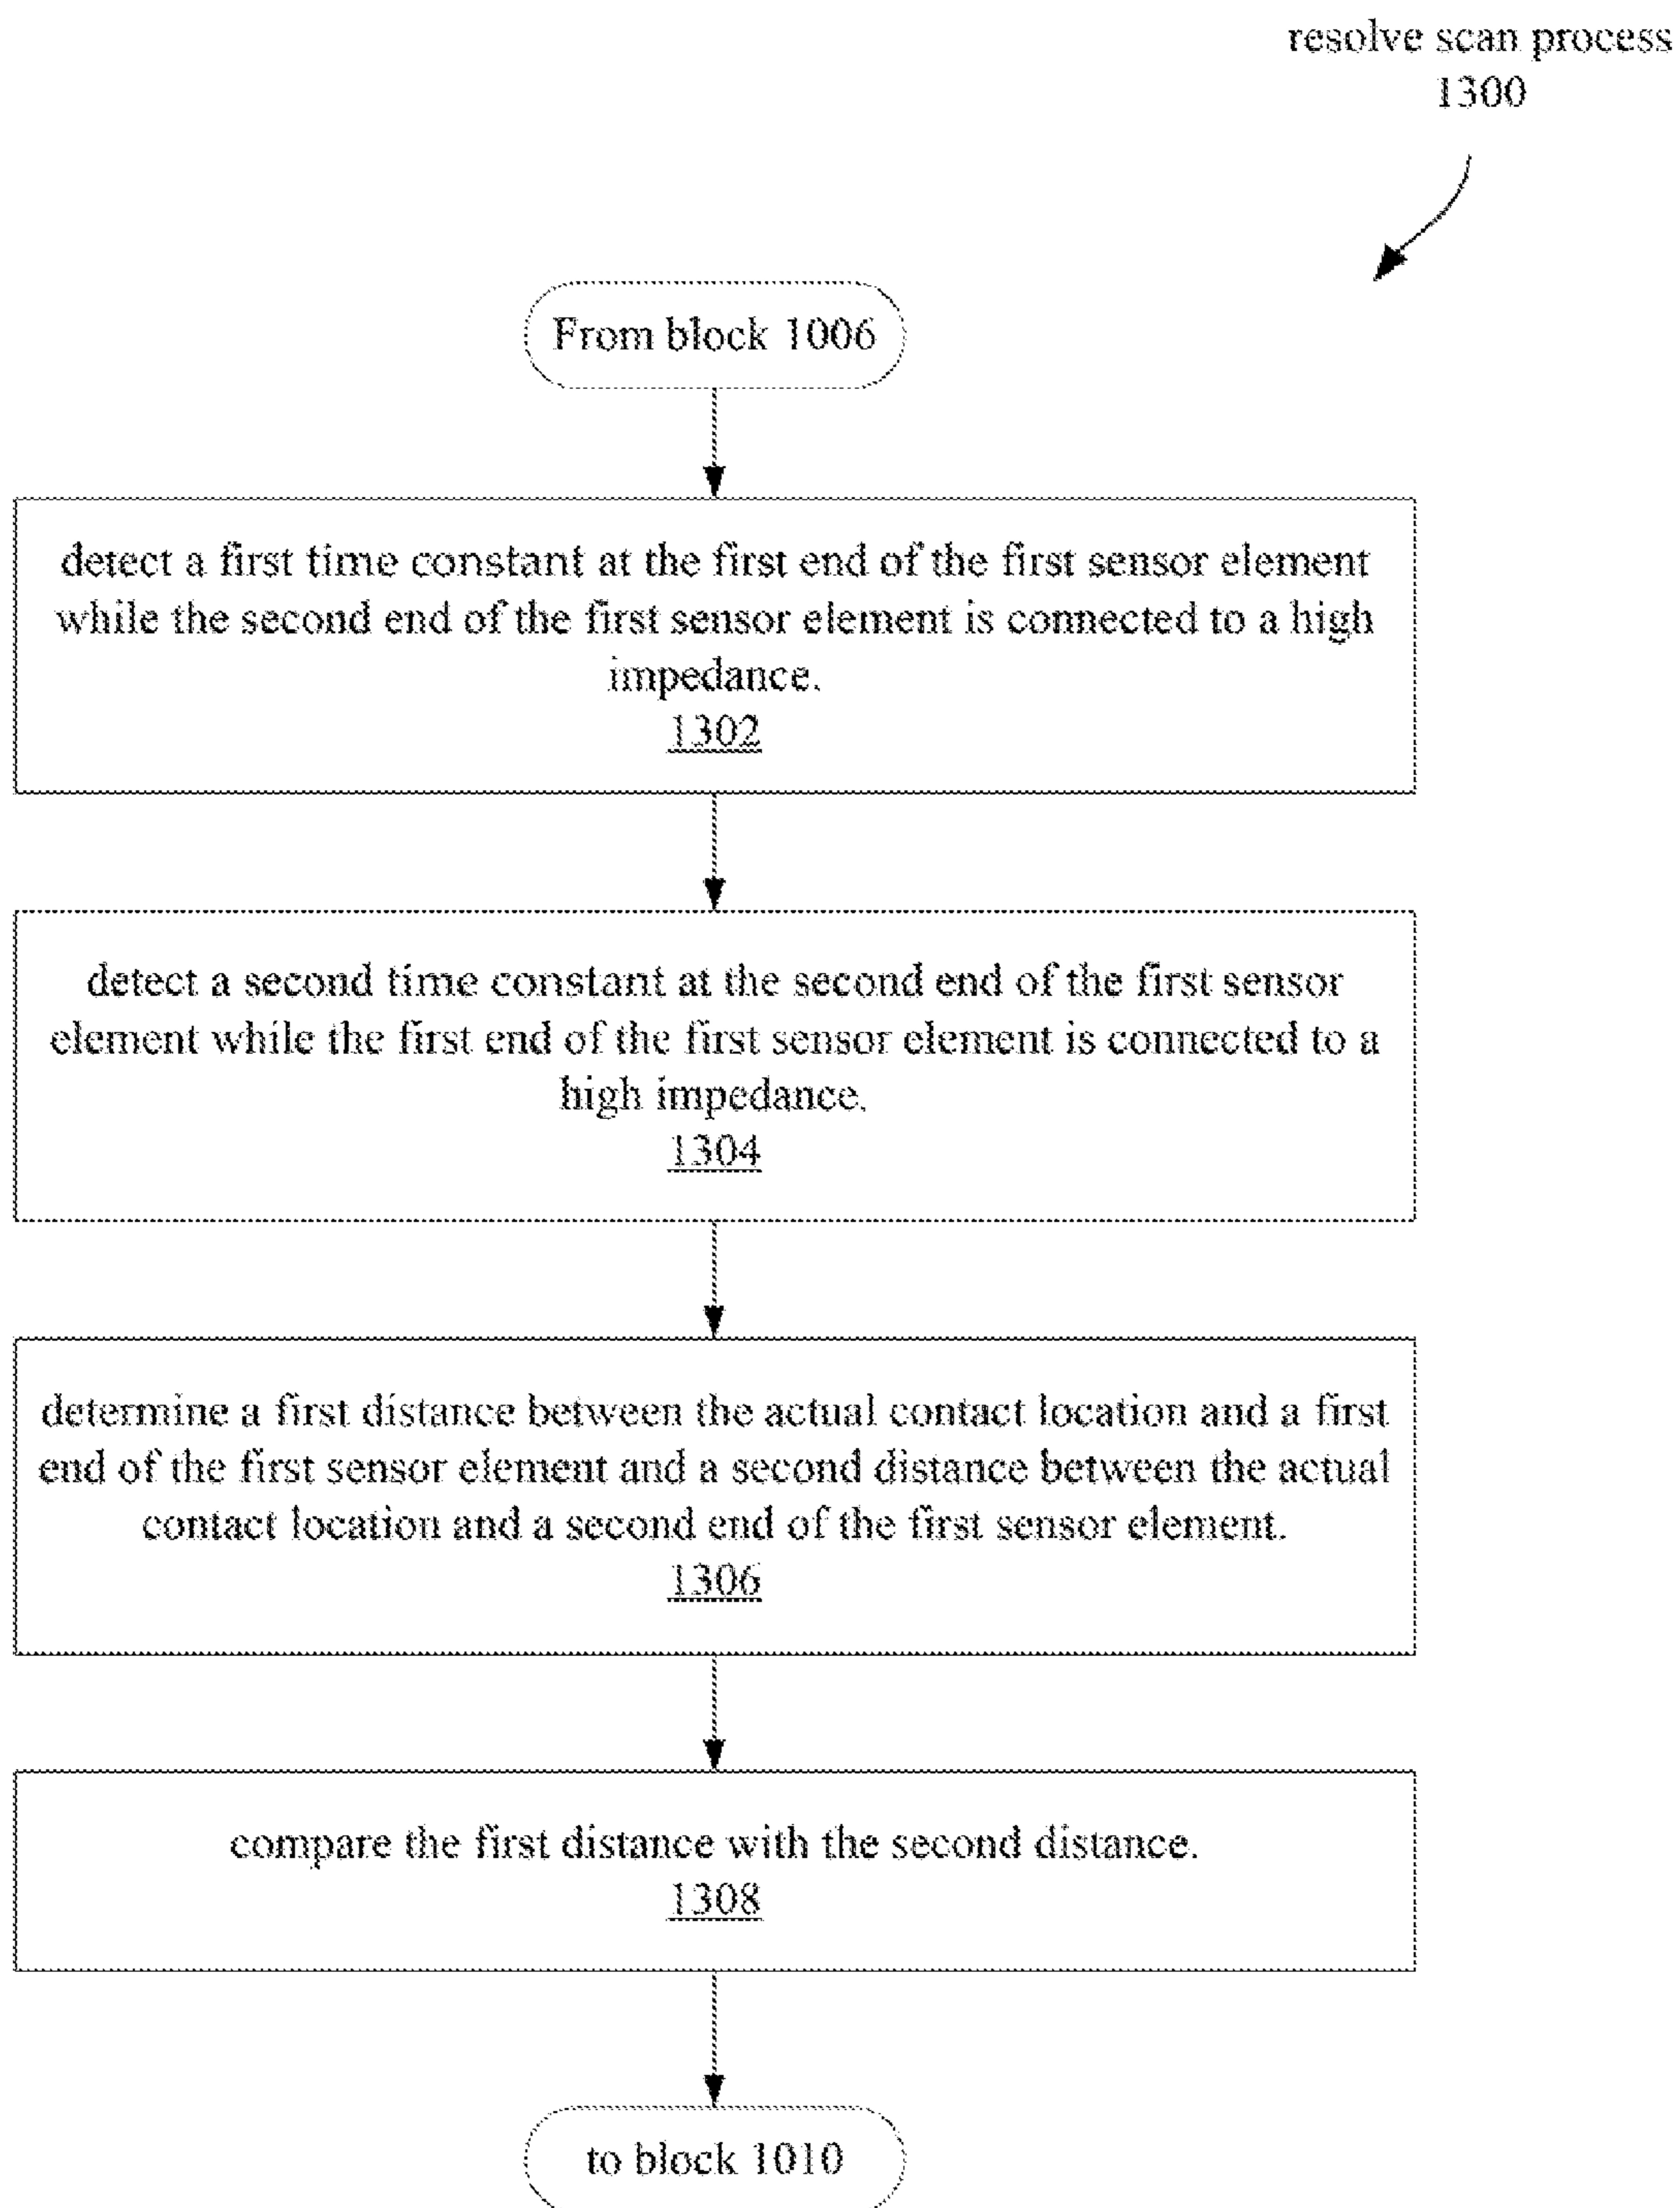 resolve scan process
1300
From block 1006
detect a first time constant at the first end of the first sensor element
while the second end of the first sensor element is connected to a high
impedance.
1302
detect a second time constant at the second end of the first sensor
element while the first end of the first sensor element is connected to a
high impedance.
1304
determine a first distance between the actual contact location and a first
end of the first sensor element and a second distance between the actual
contact location and a second end of the first sensor element.
1306
compare the first distance with the second distance.
1308
to block 1010